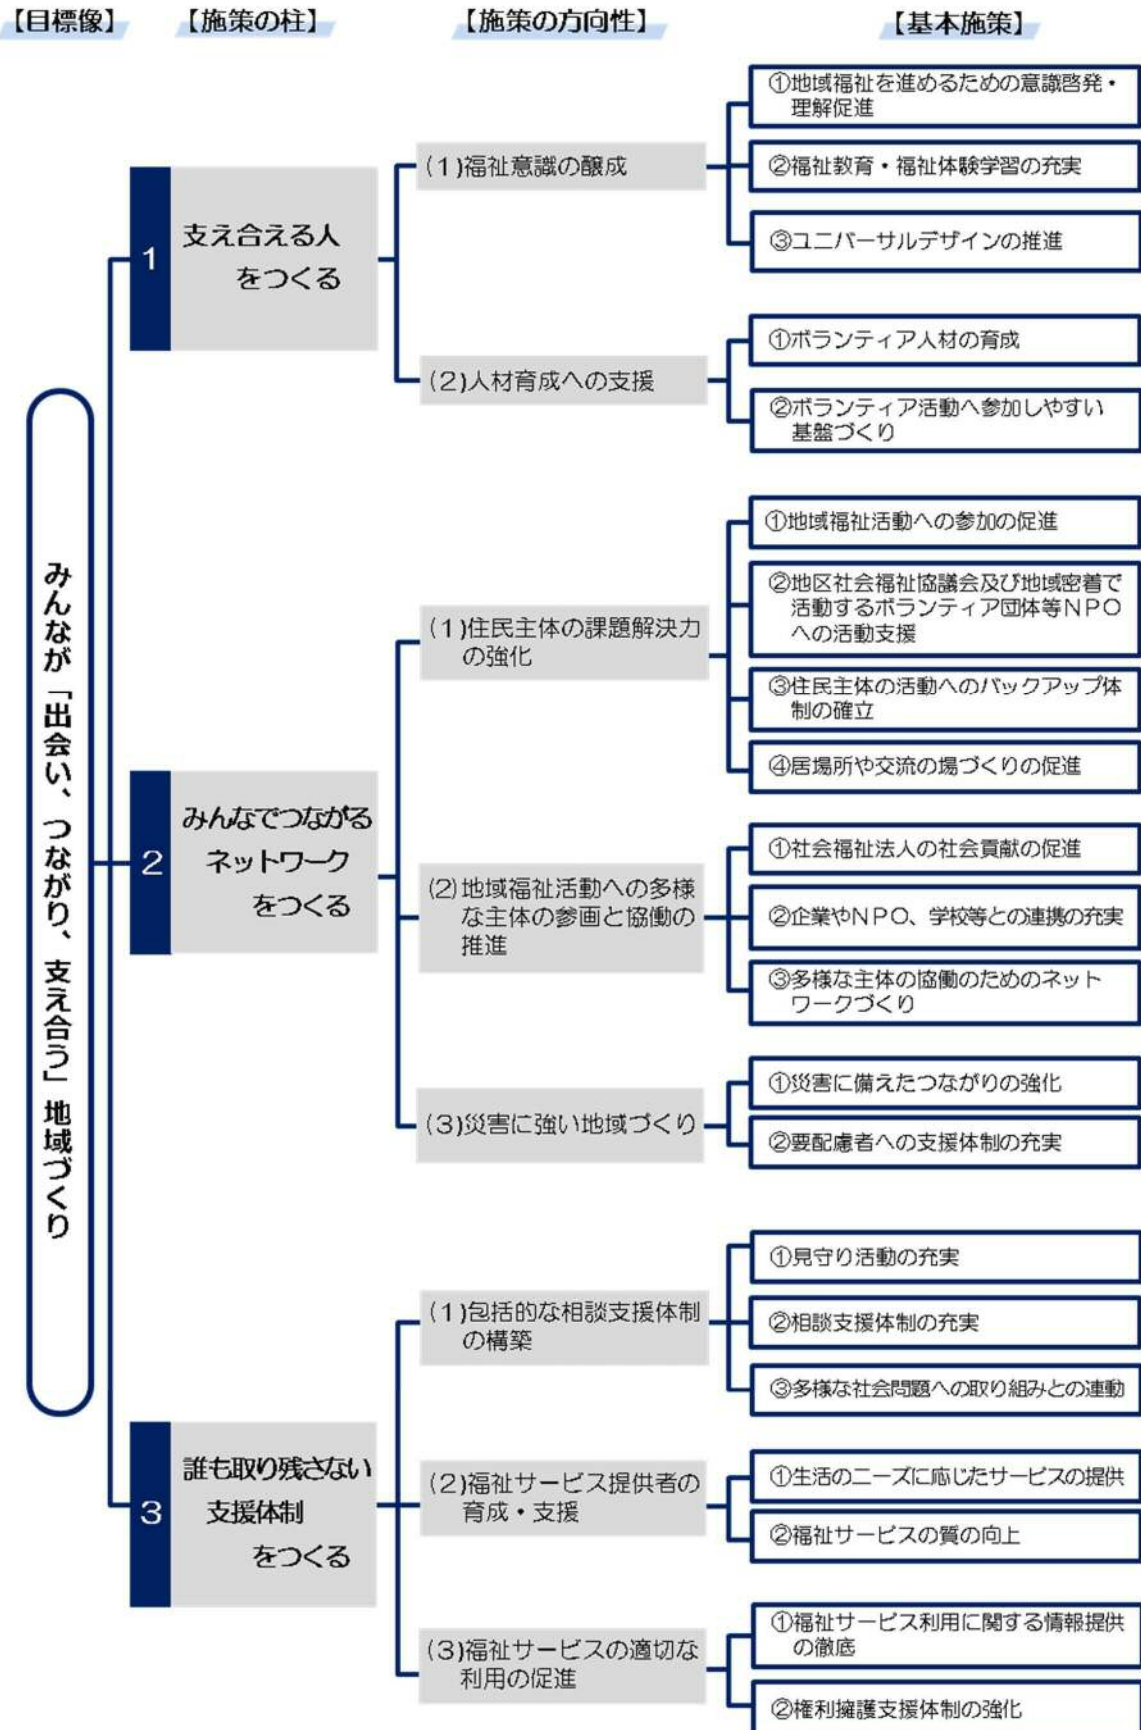 【目標像】
【施策の柱】
【施策の方向性】
【基本施策】
みんなが「出会い、つながり、支え合う」地域づくり
1
支え合える人
をつくる
(1)福祉意識の醸成
①地域福祉を進めるための意識啓発・
理解促進
②福祉教育・福祉体験学習の充実
③ユニバーサルデザインの推進
(2)人材育成への支援
①ボランティア人材の育成
②ボランティア活動へ参加しやすい
基盤づくり
2
みんなでつながる
ネットワーク
をつくる
(1)住民主体の課題解決力
の強化
①地域福祉活動への参加の促進
②地区社会福祉協議会及び地域密着で
活動するボランティア団体等NPO
への活動支援
③住民主体の活動へのバックアップ体
制の確立
④居場所や交流の場づくりの促進
(2)地域福祉活動への多様
な主体の参画と協働の
推進
①社会福祉法人の社会貢献の促進
②企業やNPO、学校等との連携の充実
③多様な主体の協働のためのネット
ワークづくり
(3)災害に強い地域づくり
①災害に備えたつながりの強化
②要配慮者への支援体制の充実
3
誰も取り残さない
支援体制
をつくる
(1)包括的な相談支援体制
の構築
①見守り活動の充実
②相談支援体制の充実
③多様な社会問題への取り組みとの連動
(2)福祉サービス提供者の
育成・支援
①生活のニーズに応じたサービスの提供
②福祉サービスの質の向上
(3)福祉サービスの適切な
利用の促進
①福祉サービス利用に関する情報提供
の徹底
②権利擁護支援体制の強化